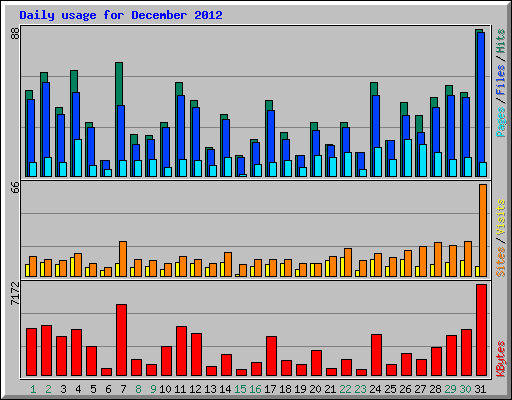 Daily usage for December 2012
88
Pages / Files / Hits
66
Sites / Visits
7172
KBytes
1 2 3 4 5 6 7 8 9 10 11 12 13 14 15 16 17 18 19 20 21 22 23 24 25 26 27 28 29 30 31